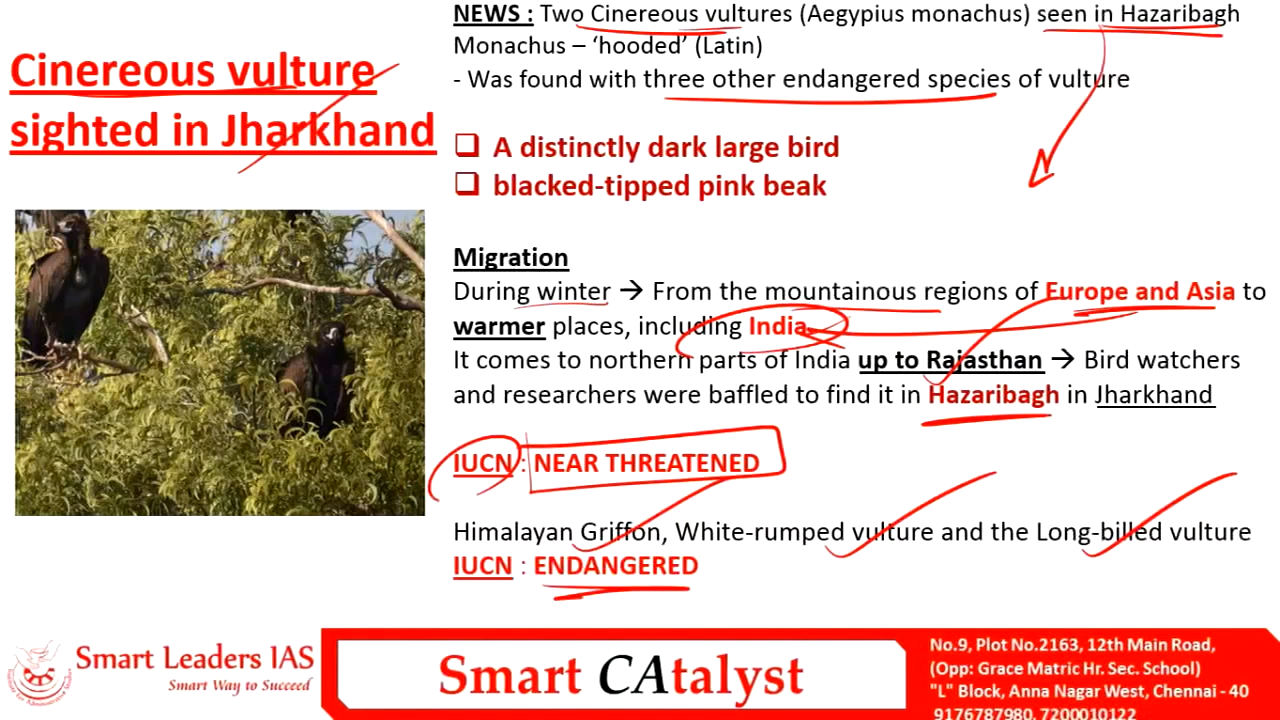 Cinereous vulture
sighted in Jharkhand
NEWS : Two Cinereous vultures (Aegypius monachus) seen in Hazaribagh
Monachus – ‘hooded’ (Latin)
- Was found with three other endangered species of vulture
❑ A distinctly dark large bird
❑ blacked-tipped pink beak
Migration
During winter → From the mountainous regions of Europe and Asia to
warmer places, including India.
It comes to northern parts of India up to Rajasthan → Bird watchers
and researchers were baffled to find it in Hazaribagh in Jharkhand
IUCN : NEAR THREATENED
Himalayan Griffon, White-rumped vulture and the Long-billed vulture
IUCN : ENDANGERED
Smart Leaders IAS
Smart Way to Succeed
Smart CAtalyst
No.9, Plot No.2163, 12th Main Road,
(Opp: Grace Matric Hr. Sec. School)
"L" Block, Anna Nagar West, Chennai - 40
9176787980, 7200010122